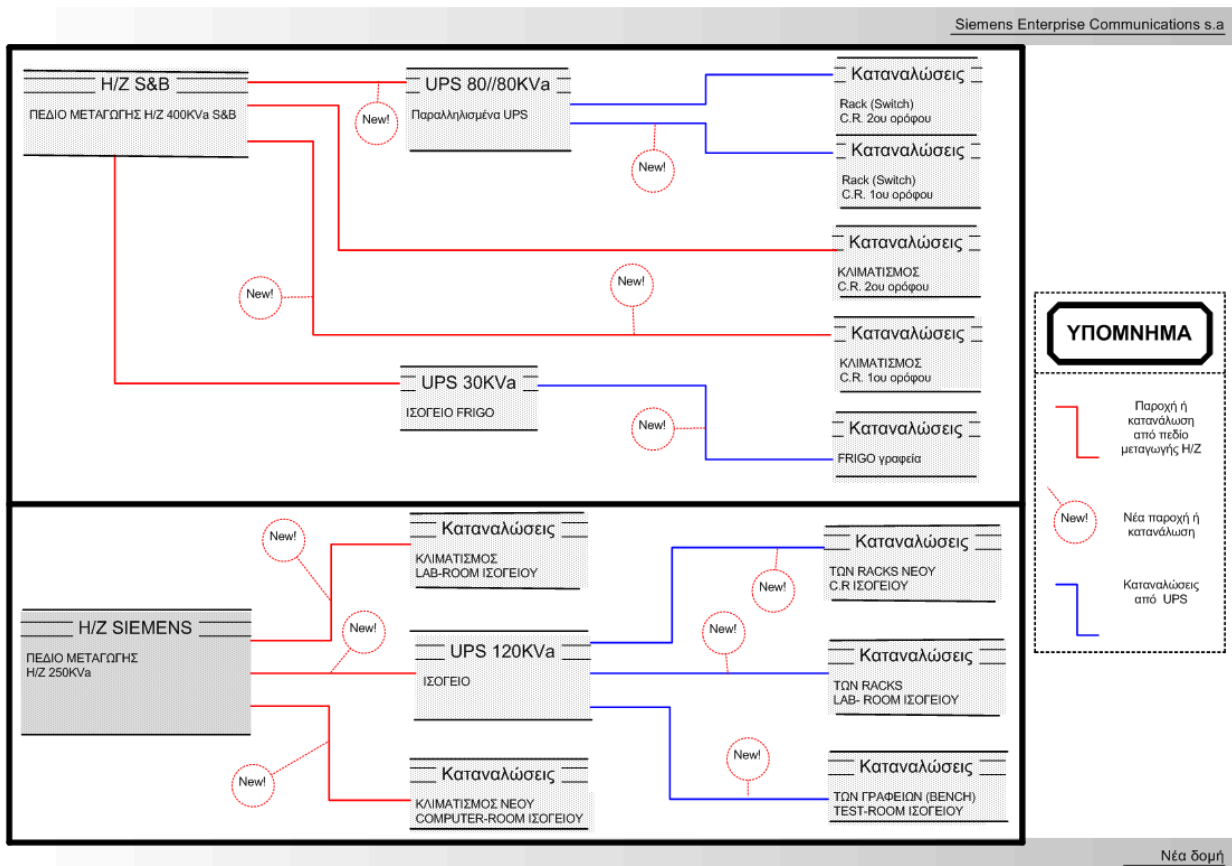 Siemens Enterprise Communications s.a
Η/Ζ S&B
ΠΕΔΙΟ ΜΕΤΑΓΩΓΗΣ Η/Ζ 400KVa S&B
New!
UPS 80//80KVa
Παραλληλισμένα UPS
New!
Καταναλώσεις
Rack (Switch)
C.R. 2ου ορόφου
Καταναλώσεις
Rack (Switch)
C.R. 1ου ορόφου
Καταναλώσεις
ΚΛΙΜΑΤΙΣΜΟΣ
C.R. 2ου ορόφου
New!
New!
Καταναλώσεις
ΚΛΙΜΑΤΙΣΜΟΣ
C.R. 1ου ορόφου
UPS 30KVa
ΙΣΟΓΕΙΟ FRIGO
New!
Καταναλώσεις
FRIGO γραφεία
ΥΠΟΜΝΗΜΑ
Παροχή ή
κατανάλωση
από πεδίο
μεταγωγής Η/Ζ
New!
Νέα παροχή ή
κατανάλωση
Καταναλώσεις
από UPS
New!
Καταναλώσεις
ΚΛΙΜΑΤΙΣΜΟΣ
LAB-ROOM ΙΣΟΓΕΙΟΥ
Καταναλώσεις
ΤΩΝ RACKS ΝΕΟΥ
C.R ΙΣΟΓΕΙΟΥ
New!
Η/Ζ SIEMENS
ΠΕΔΙΟ ΜΕΤΑΓΩΓΗΣ
Η/Ζ 250KVa
New!
UPS 120KVa
ΙΣΟΓΕΙΟ
New!
Καταναλώσεις
ΤΩΝ RACKS
LAB- ROOM ΙΣΟΓΕΙΟΥ
New!
Καταναλώσεις
ΚΛΙΜΑΤΙΣΜΟΣ ΝΕΟΥ
COMPUTER-ROOM ΙΣΟΓΕΙΟΥ
New!
Καταναλώσεις
ΤΩΝ ΓΡΑΦΕΙΩΝ (BENCH)
TEST-ROOM ΙΣΟΓΕΙΟΥ
Νέα δομή